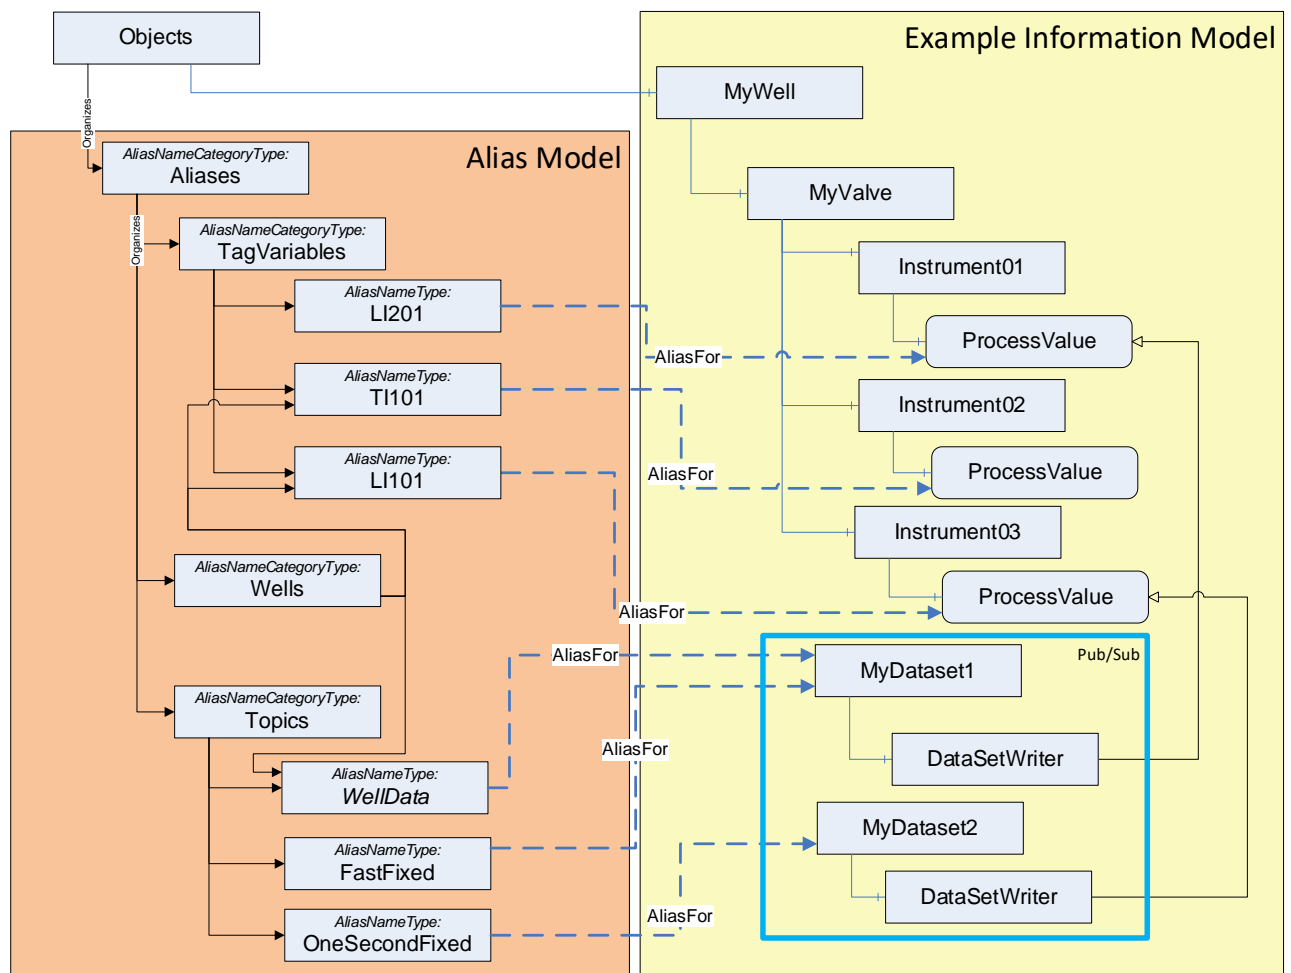 Objects
Example Information Model
MyWell
Organizes
Alias Model
AliasNameCategoryType:
Aliases
MyValve
Organizes
AliasNameCategoryType:
TagVariables
Instrument01
AliasNameType:
LI201
ProcessValue
AliasFor
AliasNameType:
TI101
Instrument02
AliasNameType:
LI101
AliasFor
ProcessValue
Instrument03
AliasNameCategoryType:
Wells
ProcessValue
AliasFor
AliasFor
Pub/Sub
MyDataset1
AliasNameCategoryType:
Topics
AliasFor
DataSetWriter
AliasNameType:
WellData
MyDataset2
AliasNameType:
FastFixed
DataSetWriter
AliasFor
AliasNameType:
OneSecondFixed